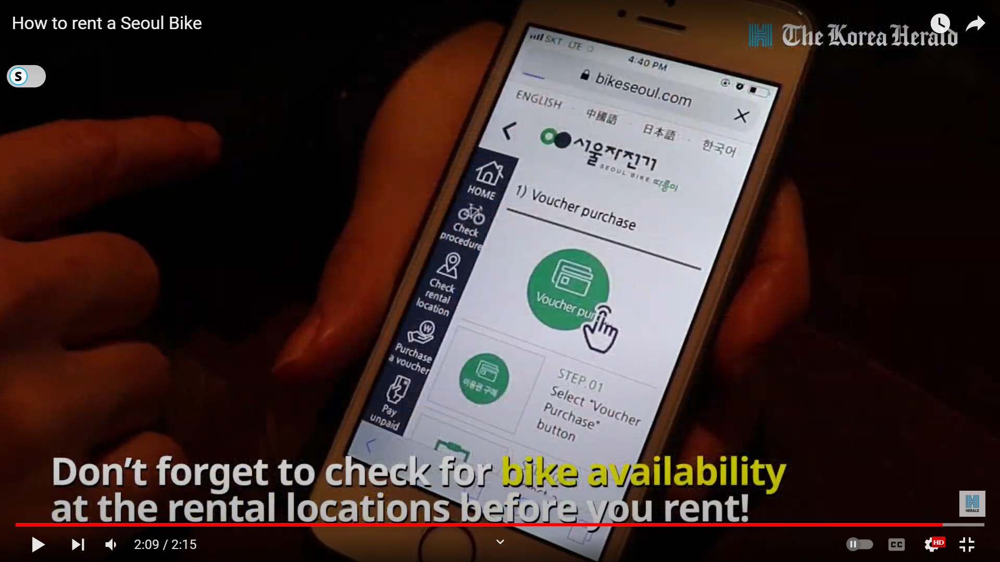 How to rent a Seoul Bike
The Korea Herald
S
SKT LTE
4:40 PM
bikeseoul.com
ENGLISH · 中國語 · 日本語 · 한국어
서울자전거
SEOUL BIKE 따릉이
HOME
Check
procedure
Check
rental
location
W
Purchase
a voucher
Pay
unpaid
1) Voucher purchase
Voucher pur
이용권 구매
STEP.01
Select "Voucher
Purchase"
button
Don't forget to check for bike availability
at the rental locations before you rent!
HERALD
2:09 / 2:15
CC
HD